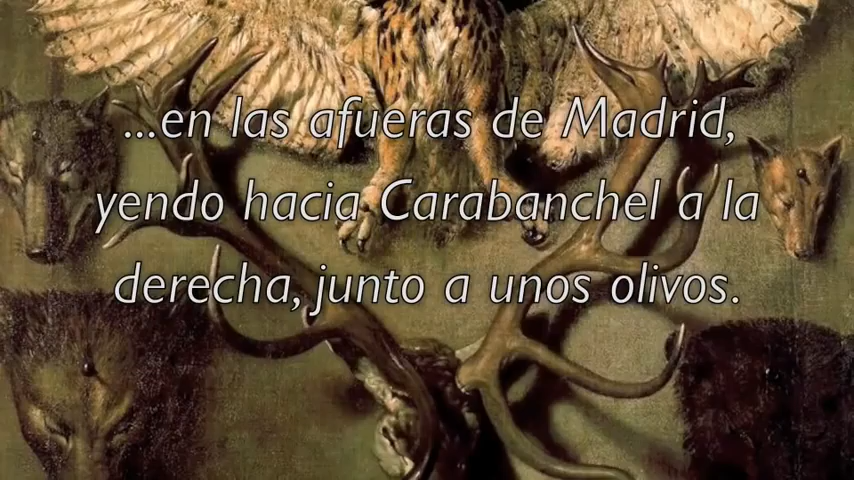 ...en las afueras de Madrid,
yendo hacia Carabanchel a la
derecha, junto a unos olivos.